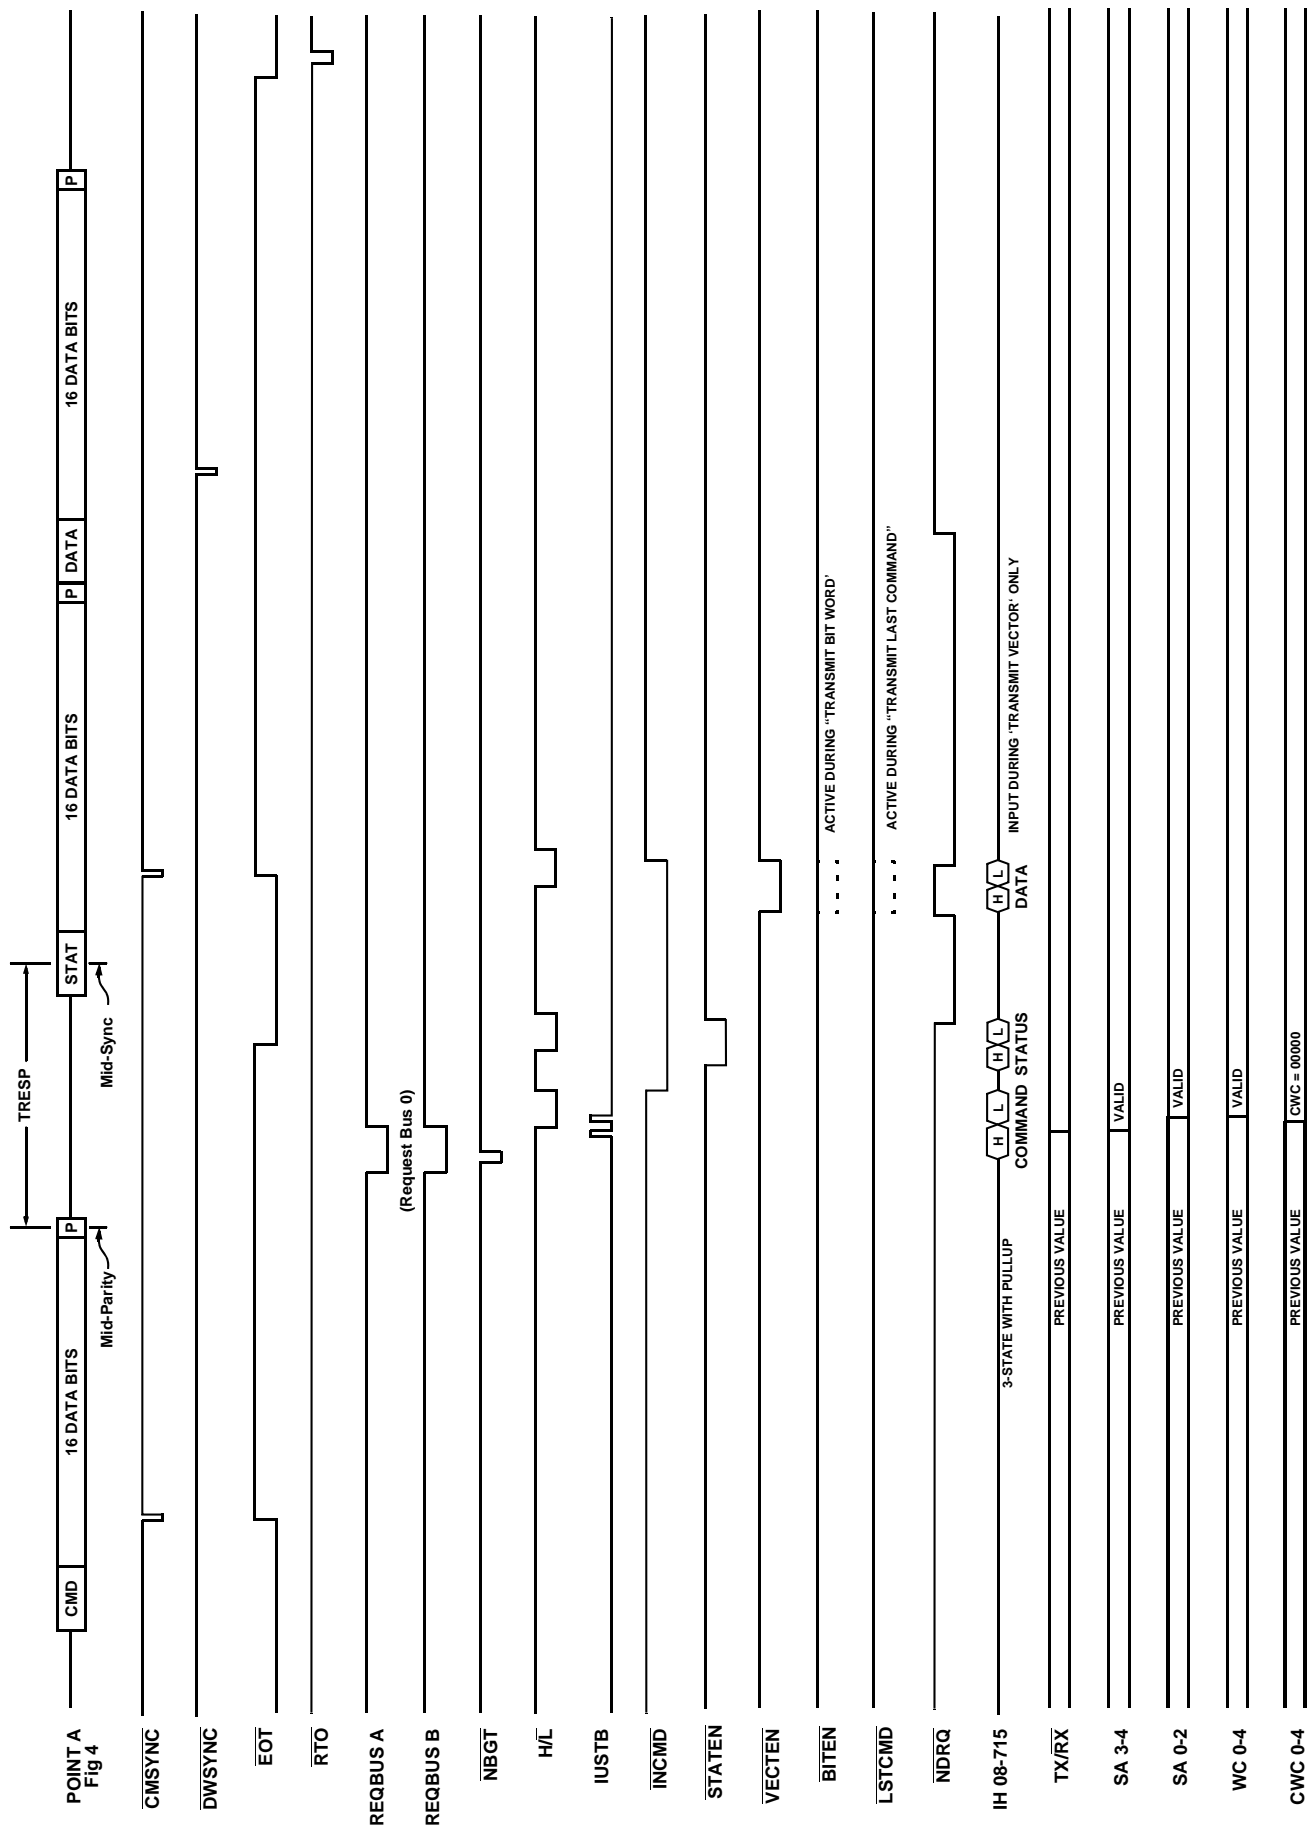 POINT A
Fig 4
CMD
16 DATA BITS
P
STAT
16 DATA BITS
P
DATA
16 DATA BITS
P
TRESP
Mid-Parity
Mid-Sync
CMSYNC
DWSYNC
EOT
RTO
REQBUS A
(Request Bus 0)
REQBUS B
NBGT
H/L
IUSTB
INCMD
STATEN
VECTEN
BITEN
ACTIVE DURING “TRANSMIT BIT WORD’
LSTCMD
ACTIVE DURING “TRANSMIT LAST COMMAND”
NDRQ
IH 08-715
3-STATE WITH PULLUP
H L H L H L
COMMAND STATUS
DATA
INPUT DURING ‘TRANSMIT VECTOR‘ ONLY
TX/RX
PREVIOUS VALUE
SA 3-4
PREVIOUS VALUE
VALID
SA 0-2
PREVIOUS VALUE
VALID
WC 0-4
PREVIOUS VALUE
VALID
CWC 0-4
PREVIOUS VALUE
CWC = 00000